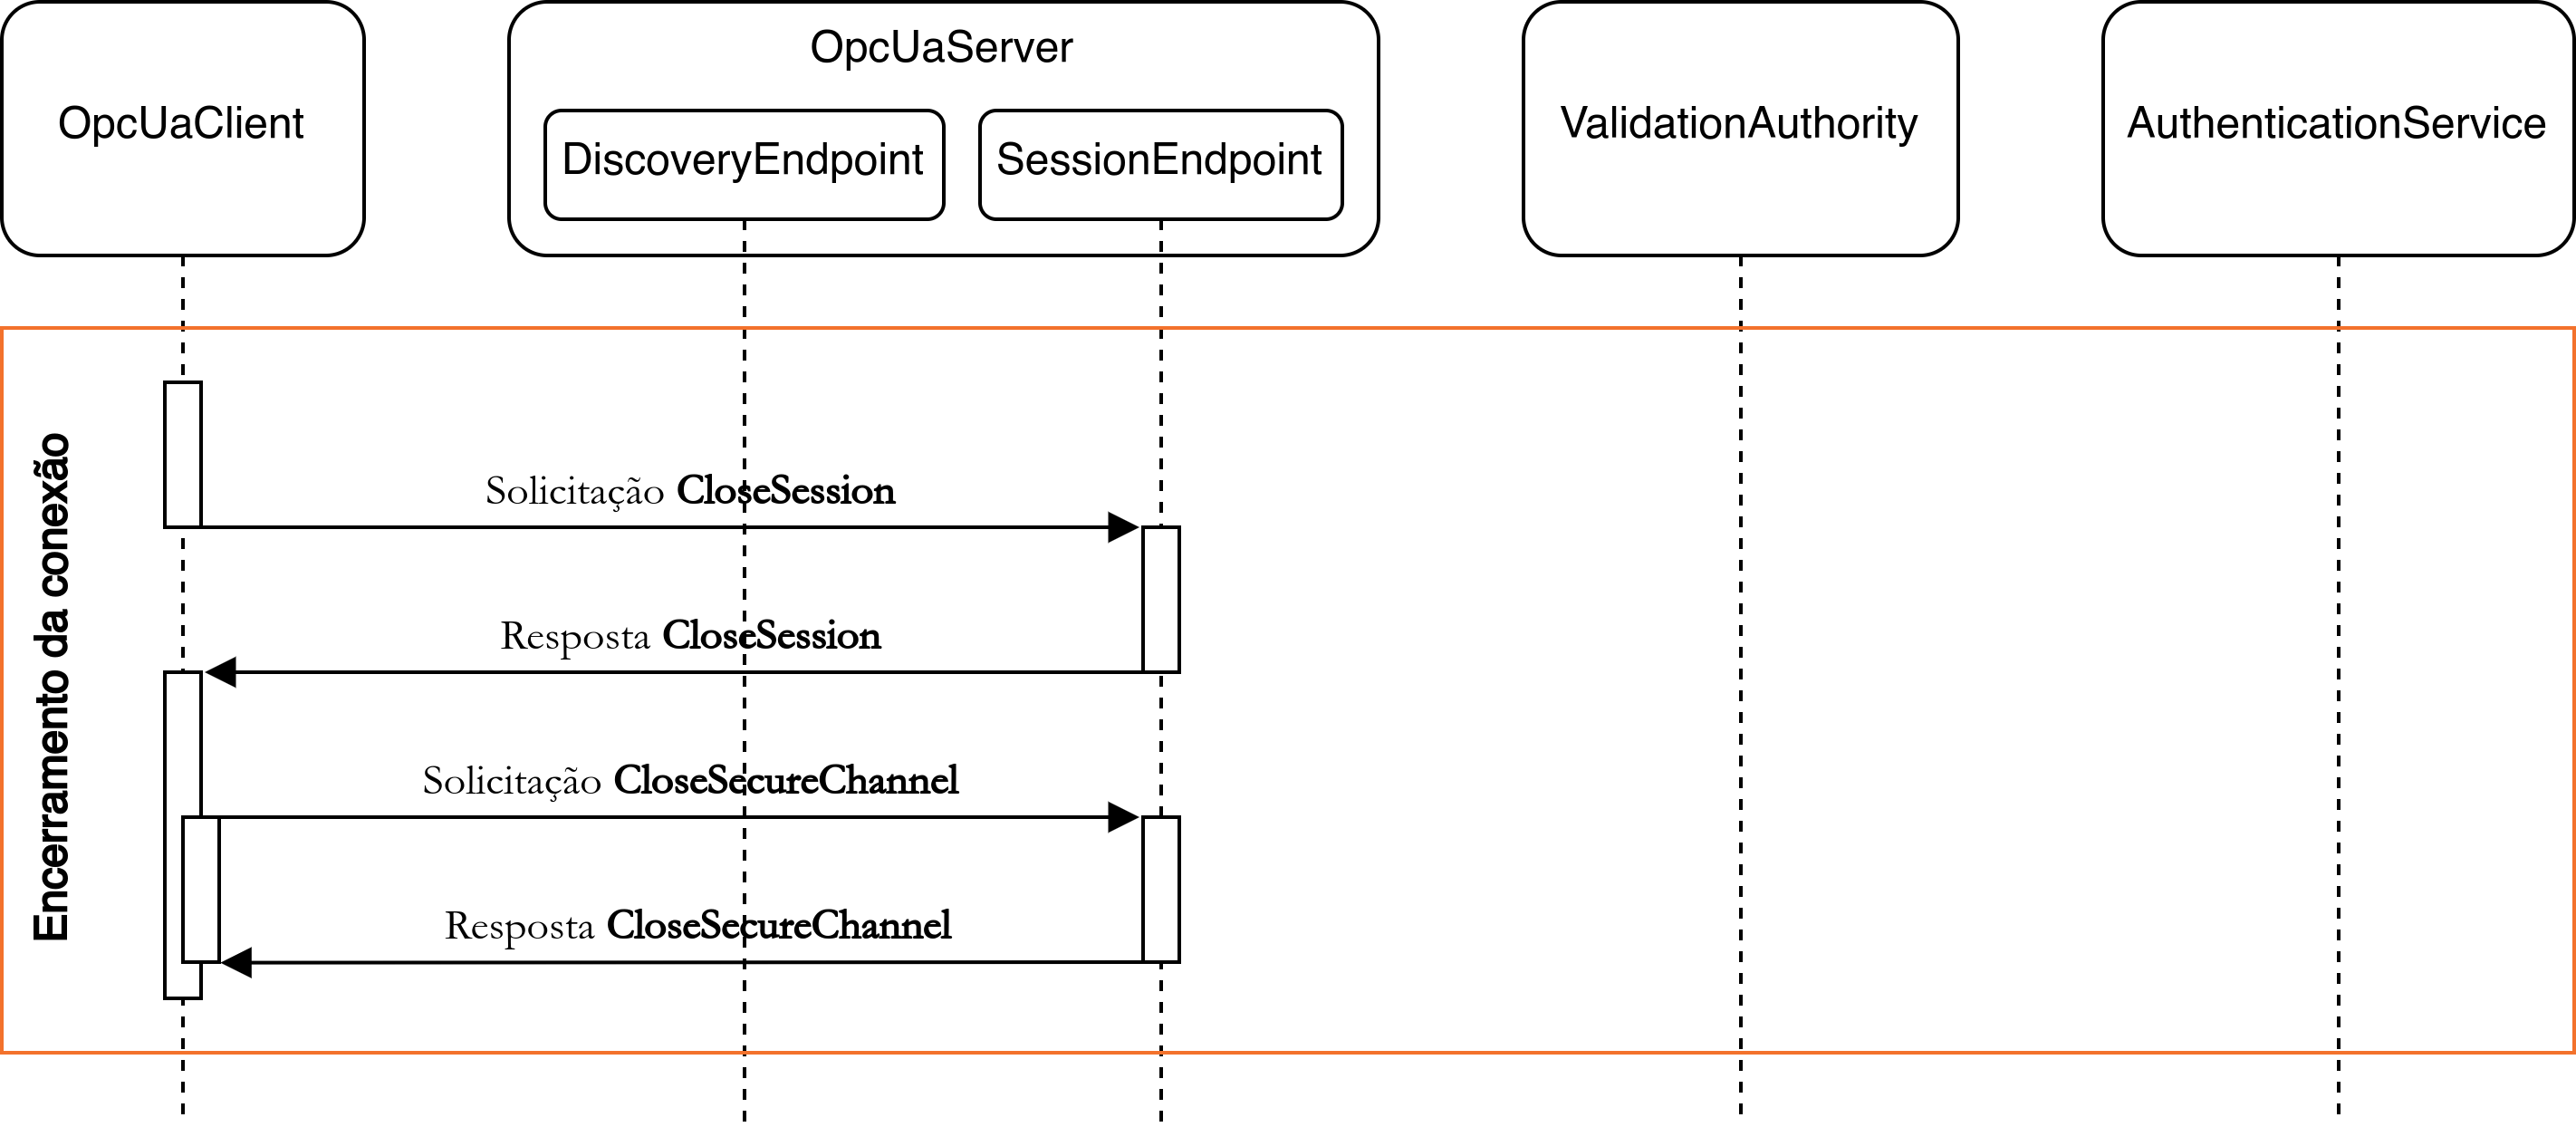 OpcUaClient
OpcUaServer
DiscoveryEndpoint
SessionEndpoint
ValidationAuthority
AuthenticationService
Encerramento da conexão
Solicitação CloseSession
Resposta CloseSession
Solicitação CloseSecureChannel
Resposta CloseSecureChannel